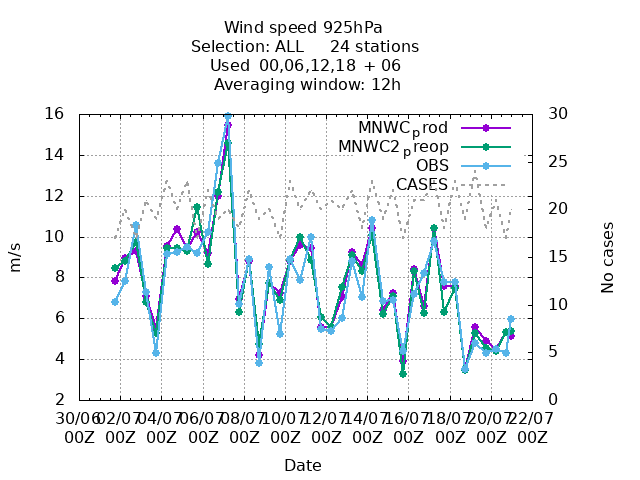 Wind speed 925hPa
Selection: ALL 24 stations
Used 00,06,12,18 + 06
Averaging window: 12h
16 30
14 25
12 20
10 15
8 10
6 5
4 0
2
m/s
No cases
MNWCprod
MNWC2preop
OBS
CASES
30/06 02/07 04/07 06/07 08/07 10/07 12/07 14/07 16/07 18/07 20/07 22/07
00Z 00Z 00Z 00Z 00Z 00Z 00Z 00Z 00Z 00Z 00Z 00Z
Date